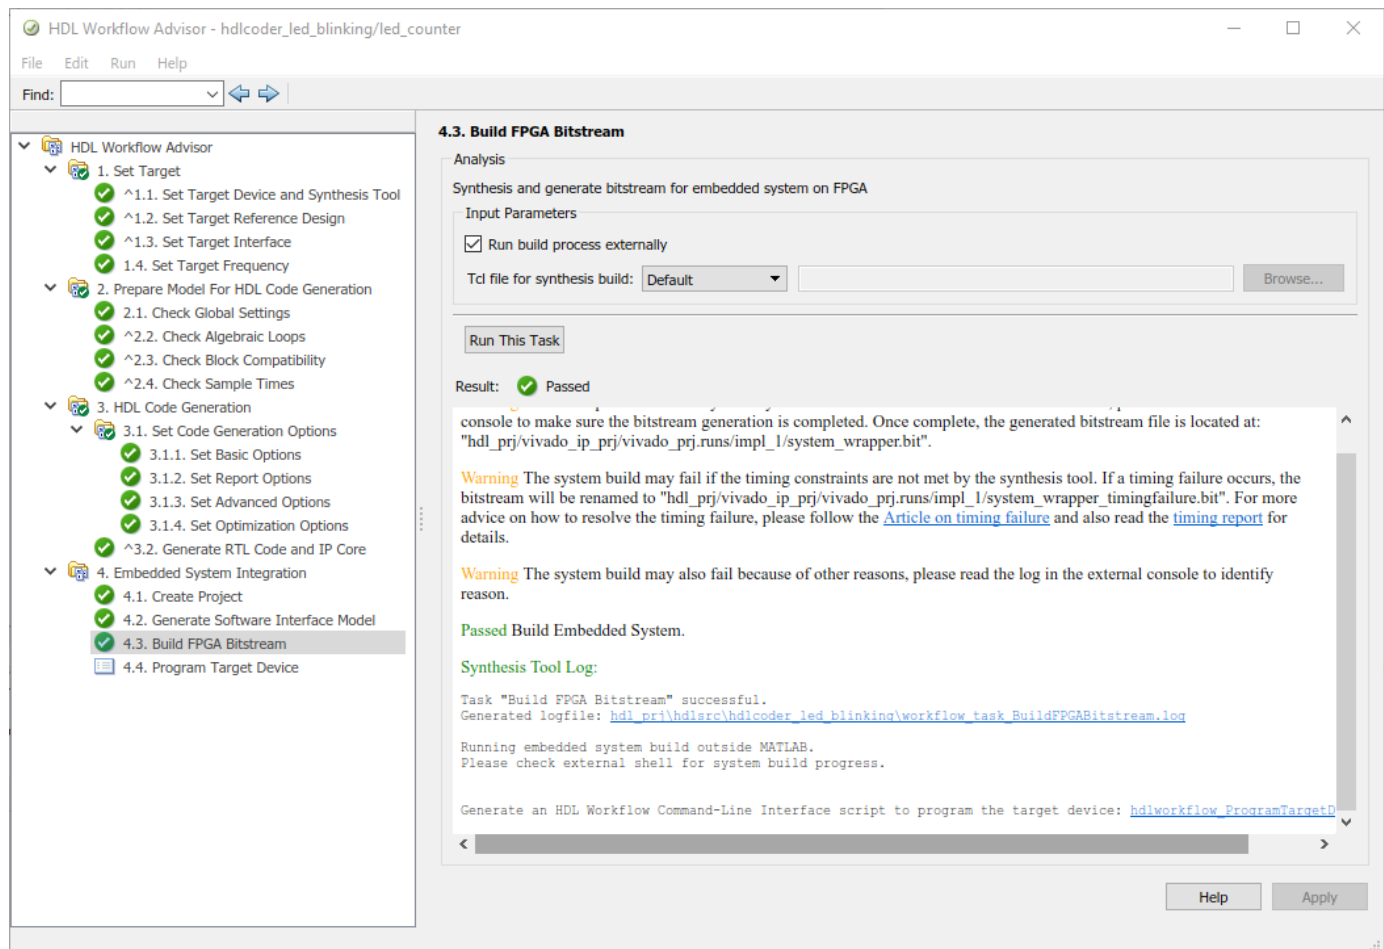 HDL Workflow Advisor - hdlcoder_led_blinking/led_counter
File Edit Run Help
Find:
HDL Workflow Advisor
1. Set Target
^1.1. Set Target Device and Synthesis Tool
^1.2. Set Target Reference Design
^1.3. Set Target Interface
1.4. Set Target Frequency
2. Prepare Model For HDL Code Generation
2.1. Check Global Settings
^2.2. Check Algebraic Loops
^2.3. Check Block Compatibility
^2.4. Check Sample Times
3. HDL Code Generation
3.1. Set Code Generation Options
3.1.1. Set Basic Options
3.1.2. Set Report Options
3.1.3. Set Advanced Options
3.1.4. Set Optimization Options
^3.2. Generate RTL Code and IP Core
4. Embedded System Integration
4.1. Create Project
4.2. Generate Software Interface Model
4.3. Build FPGA Bitstream
4.4. Program Target Device
4.3. Build FPGA Bitstream
Analysis
Synthesis and generate bitstream for embedded system on FPGA
Input Parameters
Run build process externally
Tcl file for synthesis build: Default Browse...
Run This Task
Result: Passed
console to make sure the bitstream generation is completed. Once complete, the generated bitstream file is located at:
"hdl_prj/vivado_ip_prj/vivado_prj.runs/impl_1/system_wrapper.bit".
Warning The system build may fail if the timing constraints are not met by the synthesis tool. If a timing failure occurs, the
bitstream will be renamed to "hdl_prj/vivado_ip_prj/vivado_prj.runs/impl_1/system_wrapper_timingfailure.bit". For more
advice on how to resolve the timing failure, please follow the Article on timing failure and also read the timing report for
details.
Warning The system build may also fail because of other reasons, please read the log in the external console to identify
reason.
Passed Build Embedded System.
Synthesis Tool Log:
Task "Build FPGA Bitstream" successful.
Generated logfile: hdl_prj\hdlsrc\hdlcoder_led_blinking\workflow_task_BuildFPGABitstream.log
Running embedded system build outside MATLAB.
Please check external shell for system build progress.
Generate an HDL Workflow Command-Line Interface script to program the target device: hdlworkflow_ProgramTargetD
Help Apply